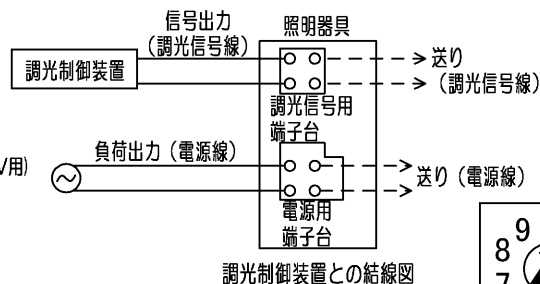 信号出力
(調光信号線)
照明器具
調光制御装置
送り
(調光信号線)
調光信号用
端子台
V用)
負荷出力(電源線)
送り(電源線)
電源用
端子台
調光制御装置との結線図
9
8
7